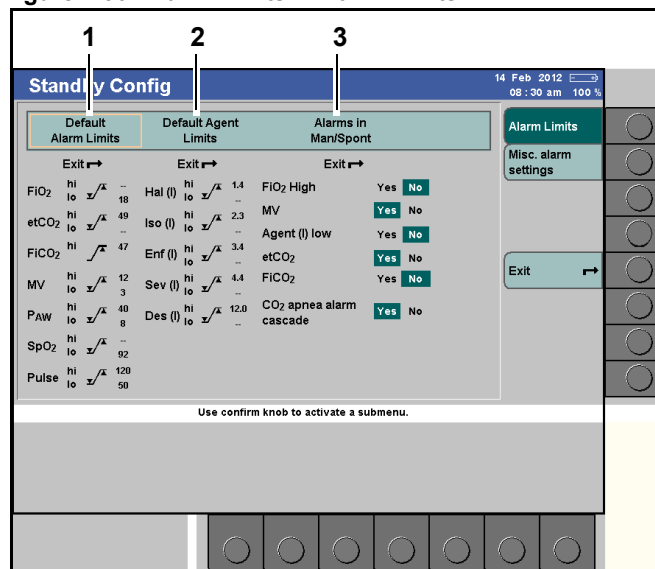 1 2 3
Standby Config
14 Feb 2012
08 : 30 am 100 %
Default Alarm Limits
Default Agent Limits
Alarms in Man/Spont
Exit
Exit
Exit
FiO2 hi lo -- 18
etCO2 hi lo 49 --
FiCO2 hi 47
MV hi lo 12 3
PAW hi lo 40 8
SpO2 hi lo -- 92
Pulse hi lo 120 50
Hal (I) hi lo 1.4 --
Iso (I) hi lo 2.3 --
Enf (I) hi lo 3.4 --
Sev (I) hi lo 4.4 --
Des (I) hi lo 12.0 --
FiO2 High Yes No
MV Yes No
Agent (I) low Yes No
etCO2 Yes No
FiCO2 Yes No
CO2 apnea alarm cascade Yes No
Alarm Limits
Misc. alarm settings
Exit
Use confirm knob to activate a submenu.